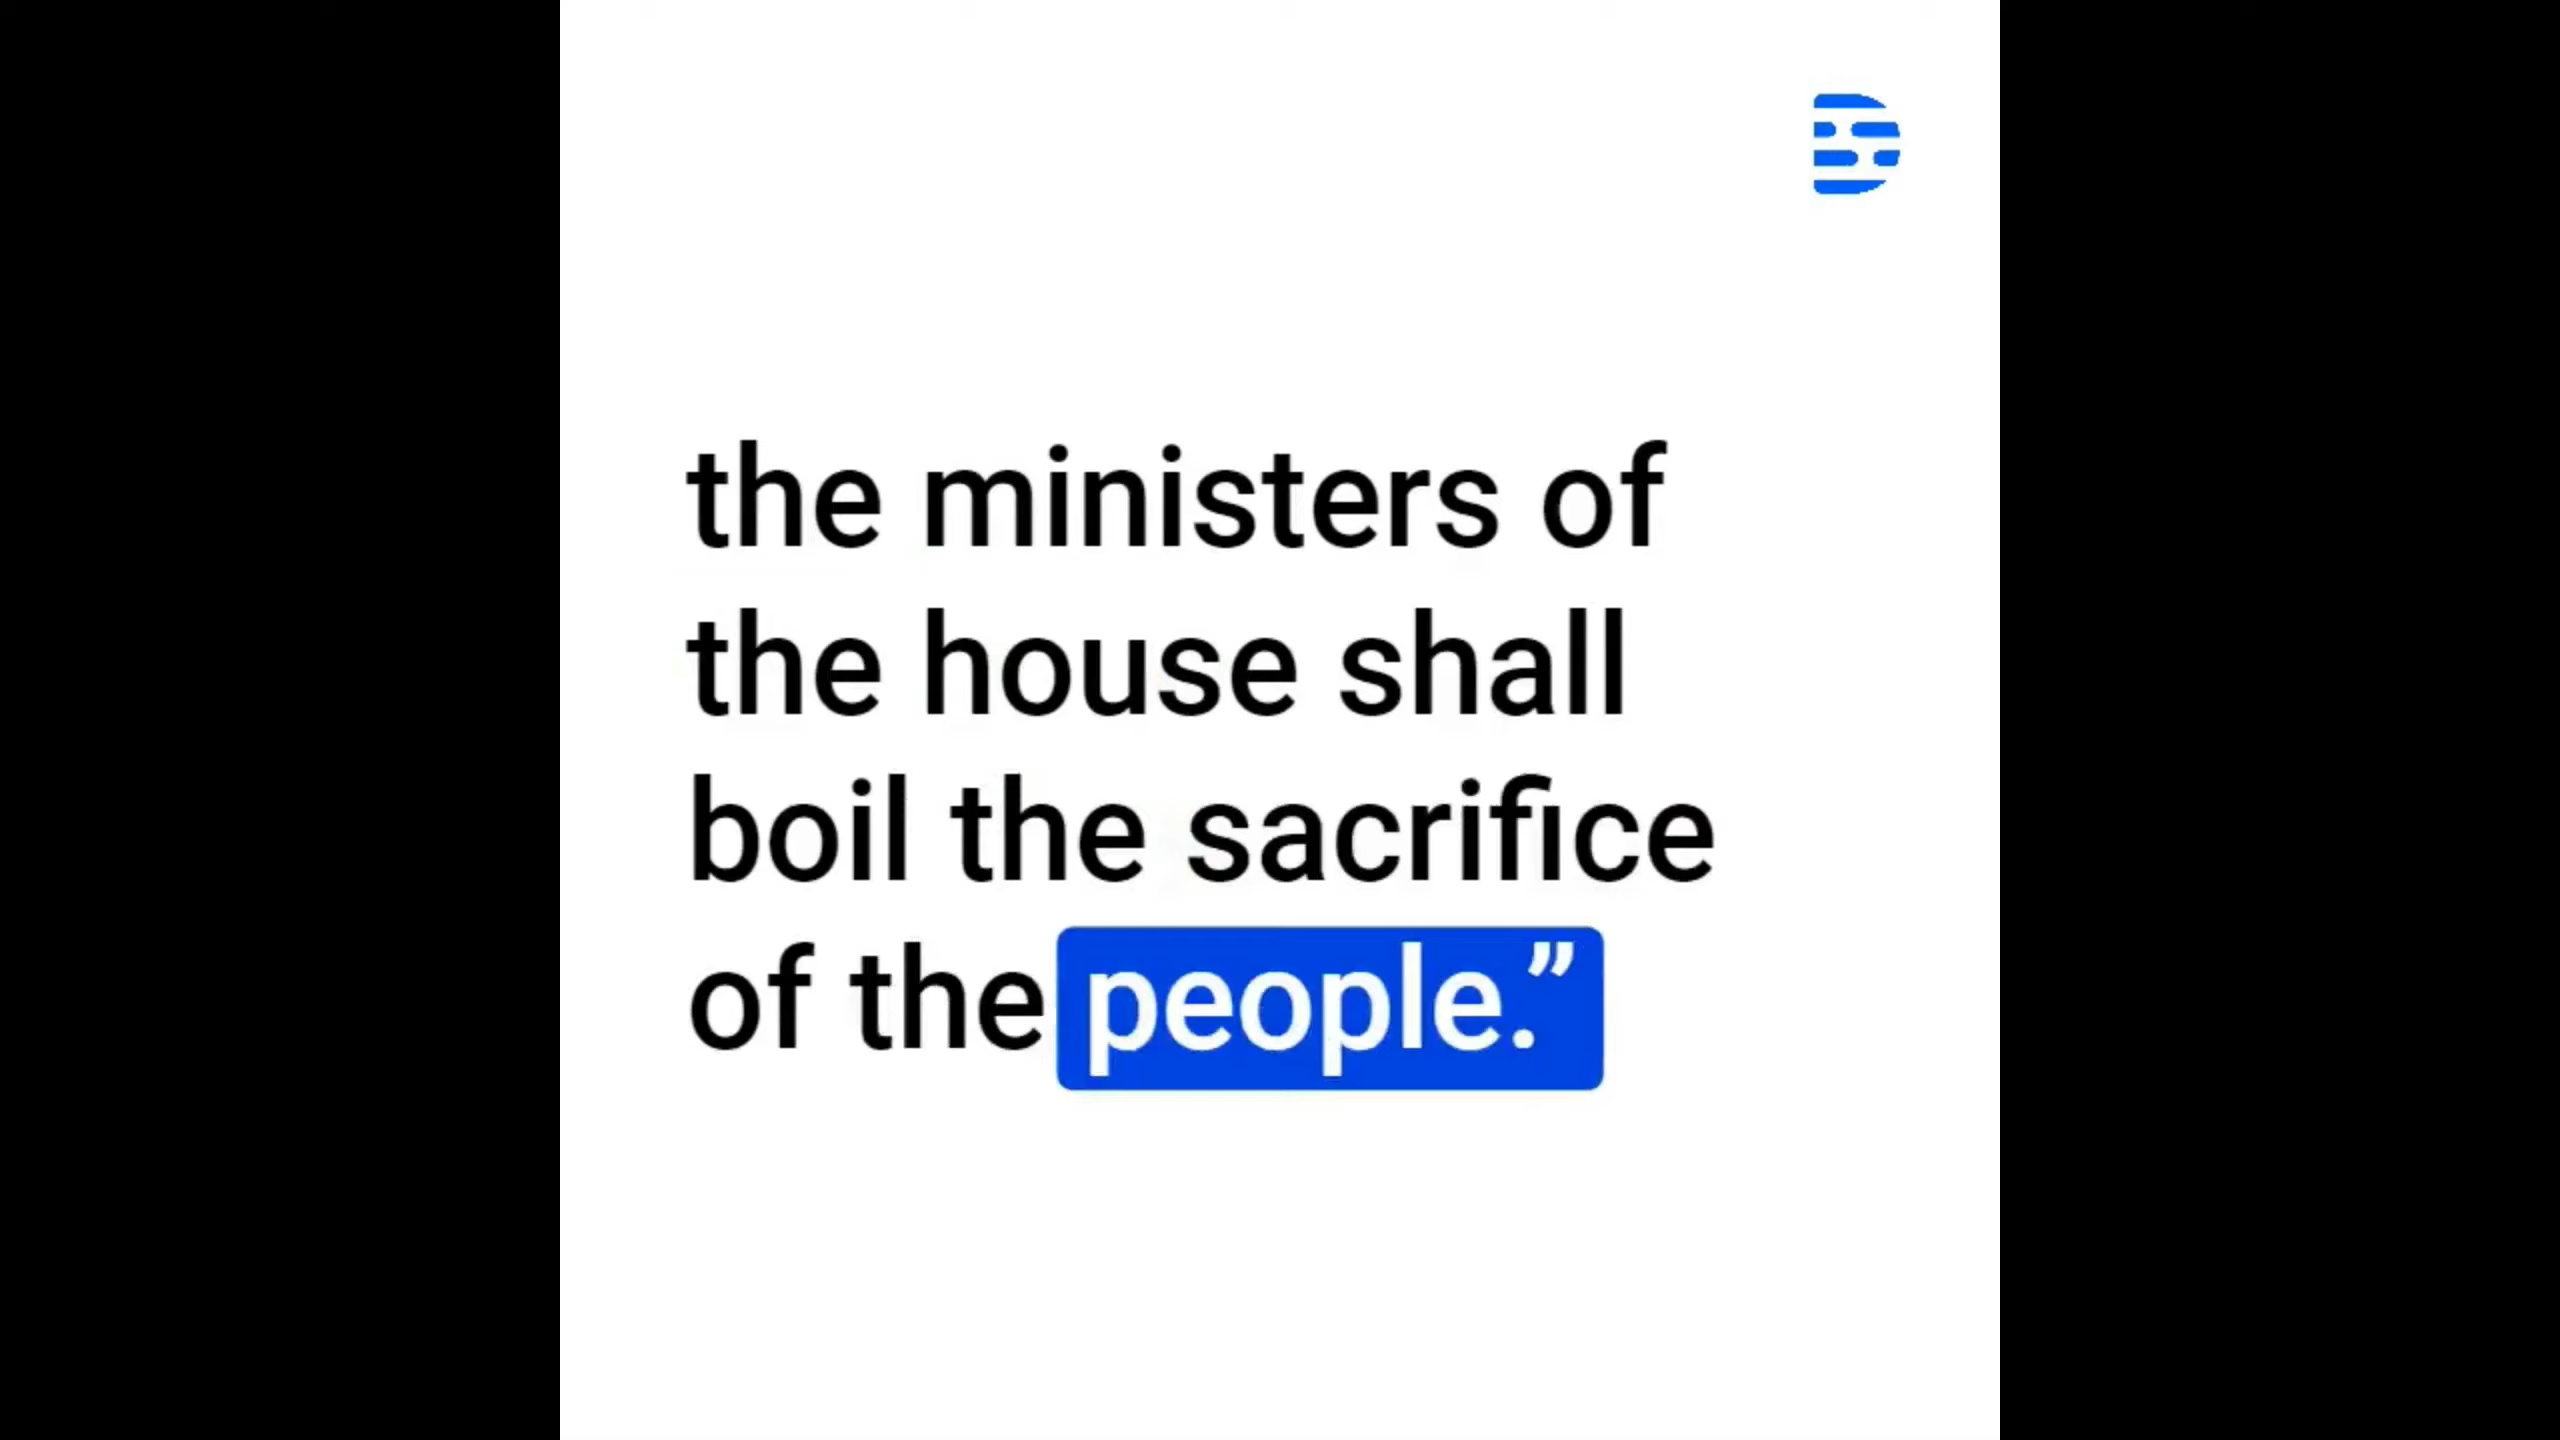 the ministers of
the house shall
boil the sacrifice
of the people.”